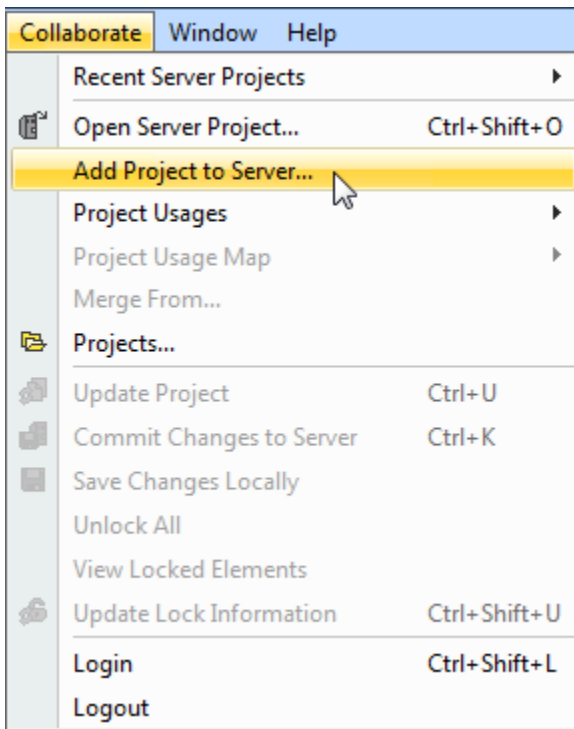 Collaborate Window Help
Recent Server Projects
Open Server Project... Ctrl+Shift+O
Add Project to Server...
Project Usages
Project Usage Map
Merge From...
Projects...
Update Project Ctrl+U
Commit Changes to Server Ctrl+K
Save Changes Locally
Unlock All
View Locked Elements
Update Lock Information Ctrl+Shift+U
Login Ctrl+Shift+L
Logout